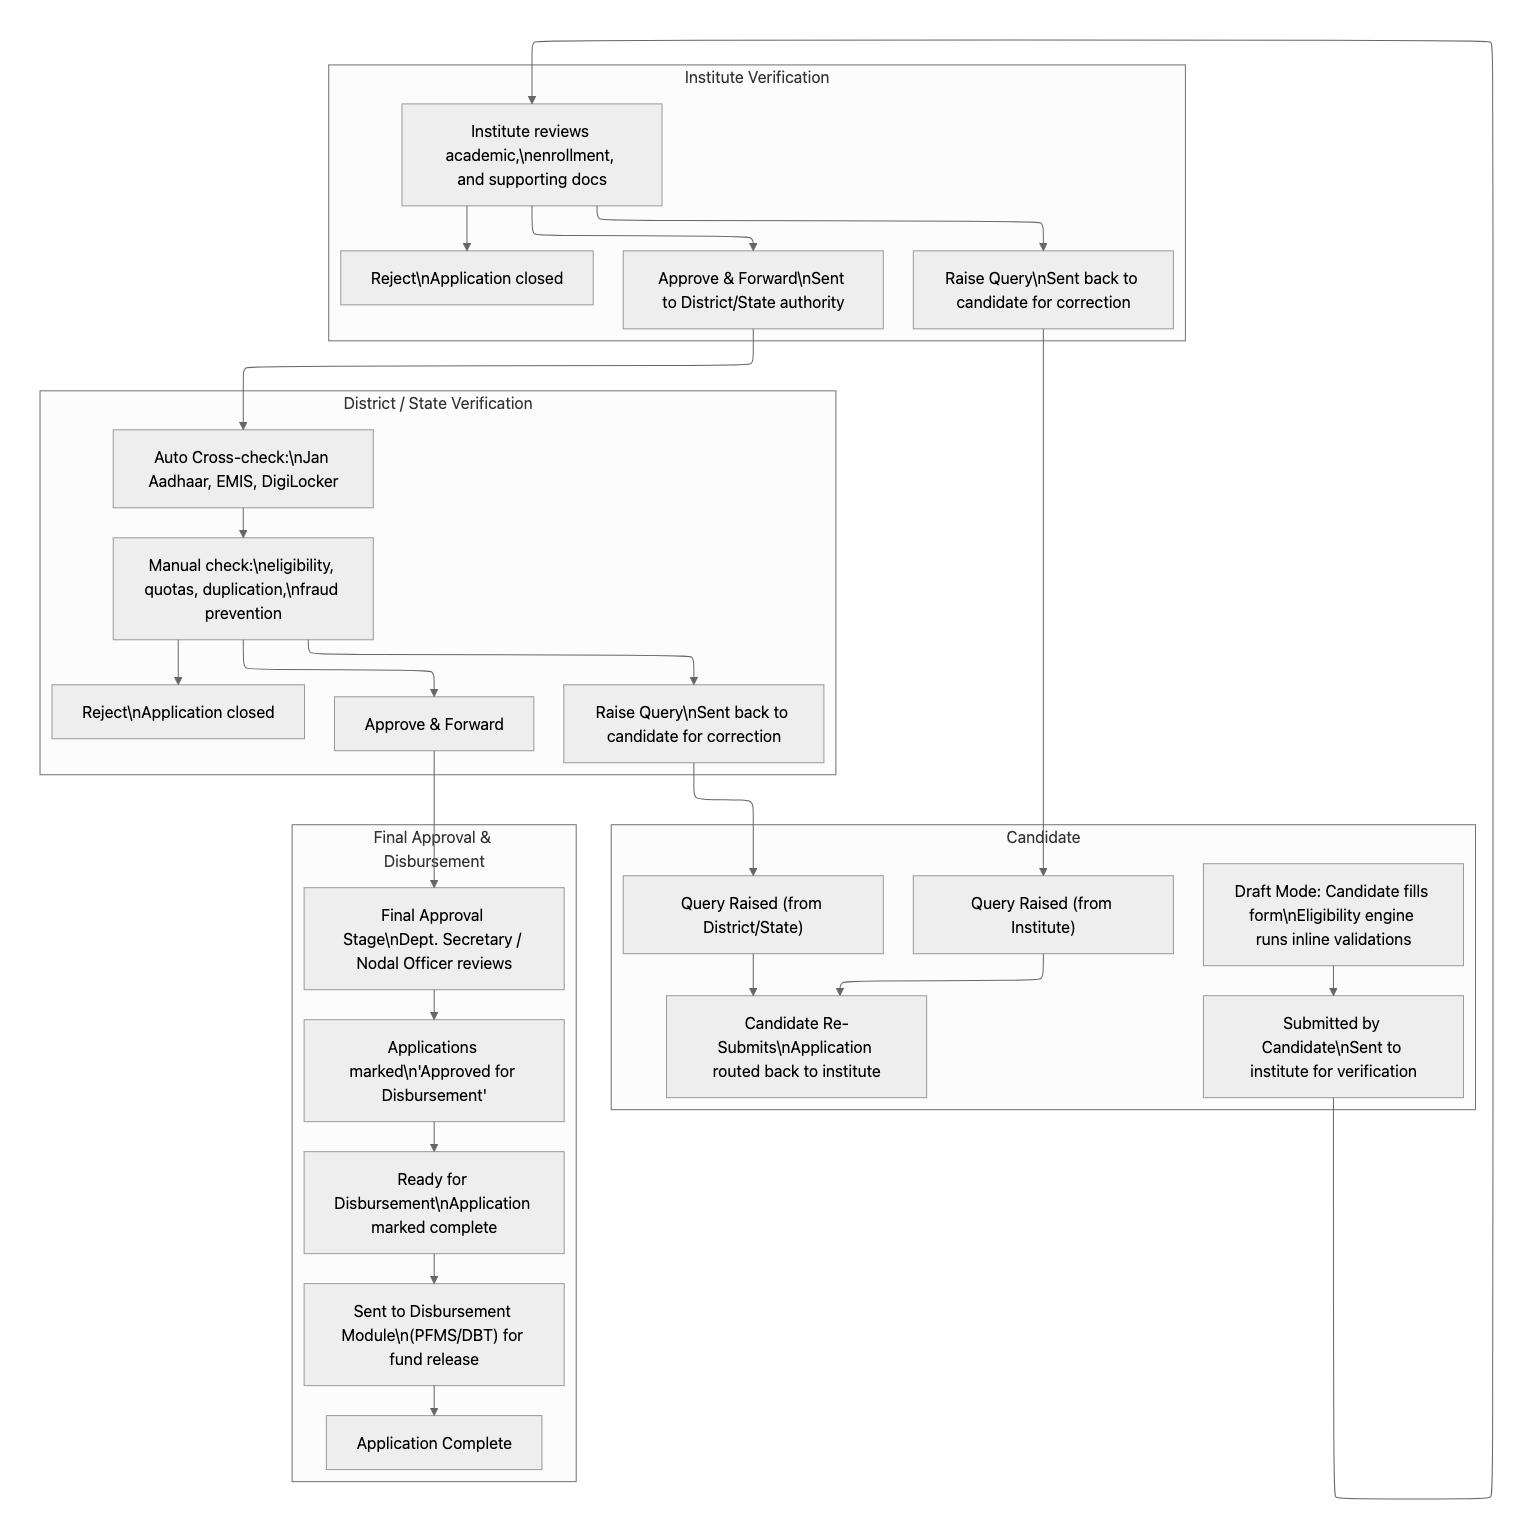 Institute Verification
Institute reviews
academic,\nenrollment,
and supporting docs
Reject\nApplication closed
Approve & Forward\nSent
to District/State authority
Raise Query\nSent back to
candidate for correction
District / State Verification
Auto Cross-check:\nJan
Aadhaar, EMIS, DigiLocker
Manual check:\neligibility,
quotas, duplication,\nfraud
prevention
Reject\nApplication closed
Approve & Forward
Raise Query\nSent back to
candidate for correction
Final Approval &
Disbursement
Final Approval
Stage\nDept. Secretary /
Nodal Officer reviews
Applications
marked\n'Approved for
Disbursement'
Ready for
Disbursement\nApplication
marked complete
Sent to Disbursement
Module\n(PFMS/DBT) for
fund release
Application Complete
Candidate
Query Raised (from
District/State)
Query Raised (from
Institute)
Draft Mode: Candidate fills
form\nEligibility engine
runs inline validations
Candidate Re-
Submits\nApplication
routed back to institute
Submitted by
Candidate\nSent to
institute for verification